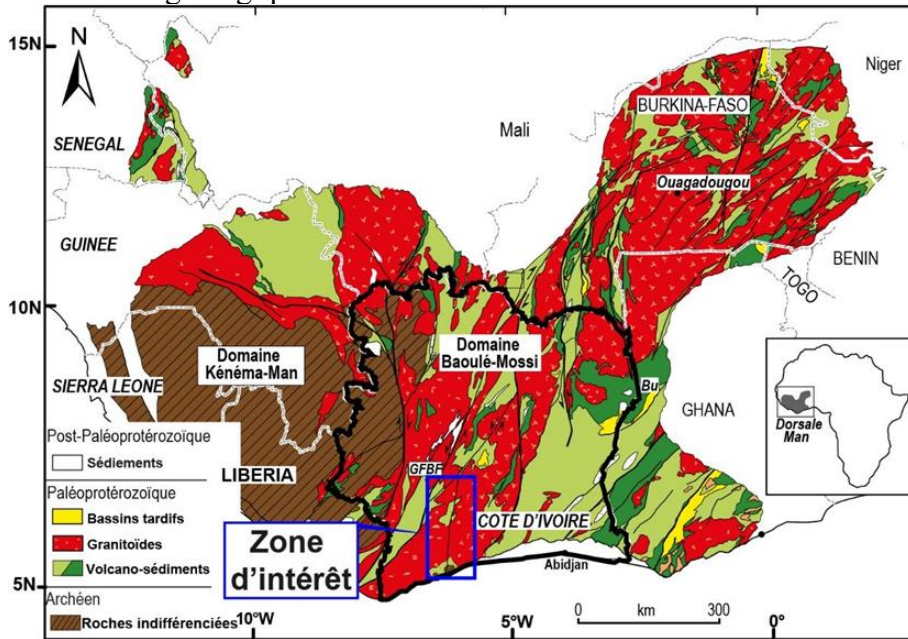 15N
N
Niger
BURKINA-FASO
SENEGAL
Mali
Ouagadougou
GUINEE
BENIN
TOGO
10N
Domaine
Kénéma-Man
Domaine
Baoulé-Mossi
SIERRA LEONE
Bu
GHANA
Dorsale
Man
Post-Paléoprotérozoïque
Sédiements
LIBERIA
GFBF
Paléoprotérozoïque
Bassins tardifs
Granitoïdes
Volcano-sédiments
Zone
d'intérêt
COTE D'IVOIRE
Abidjan
5N
Archéen
Roches indifférenciées
10°W
5°W
0°
0 km 300